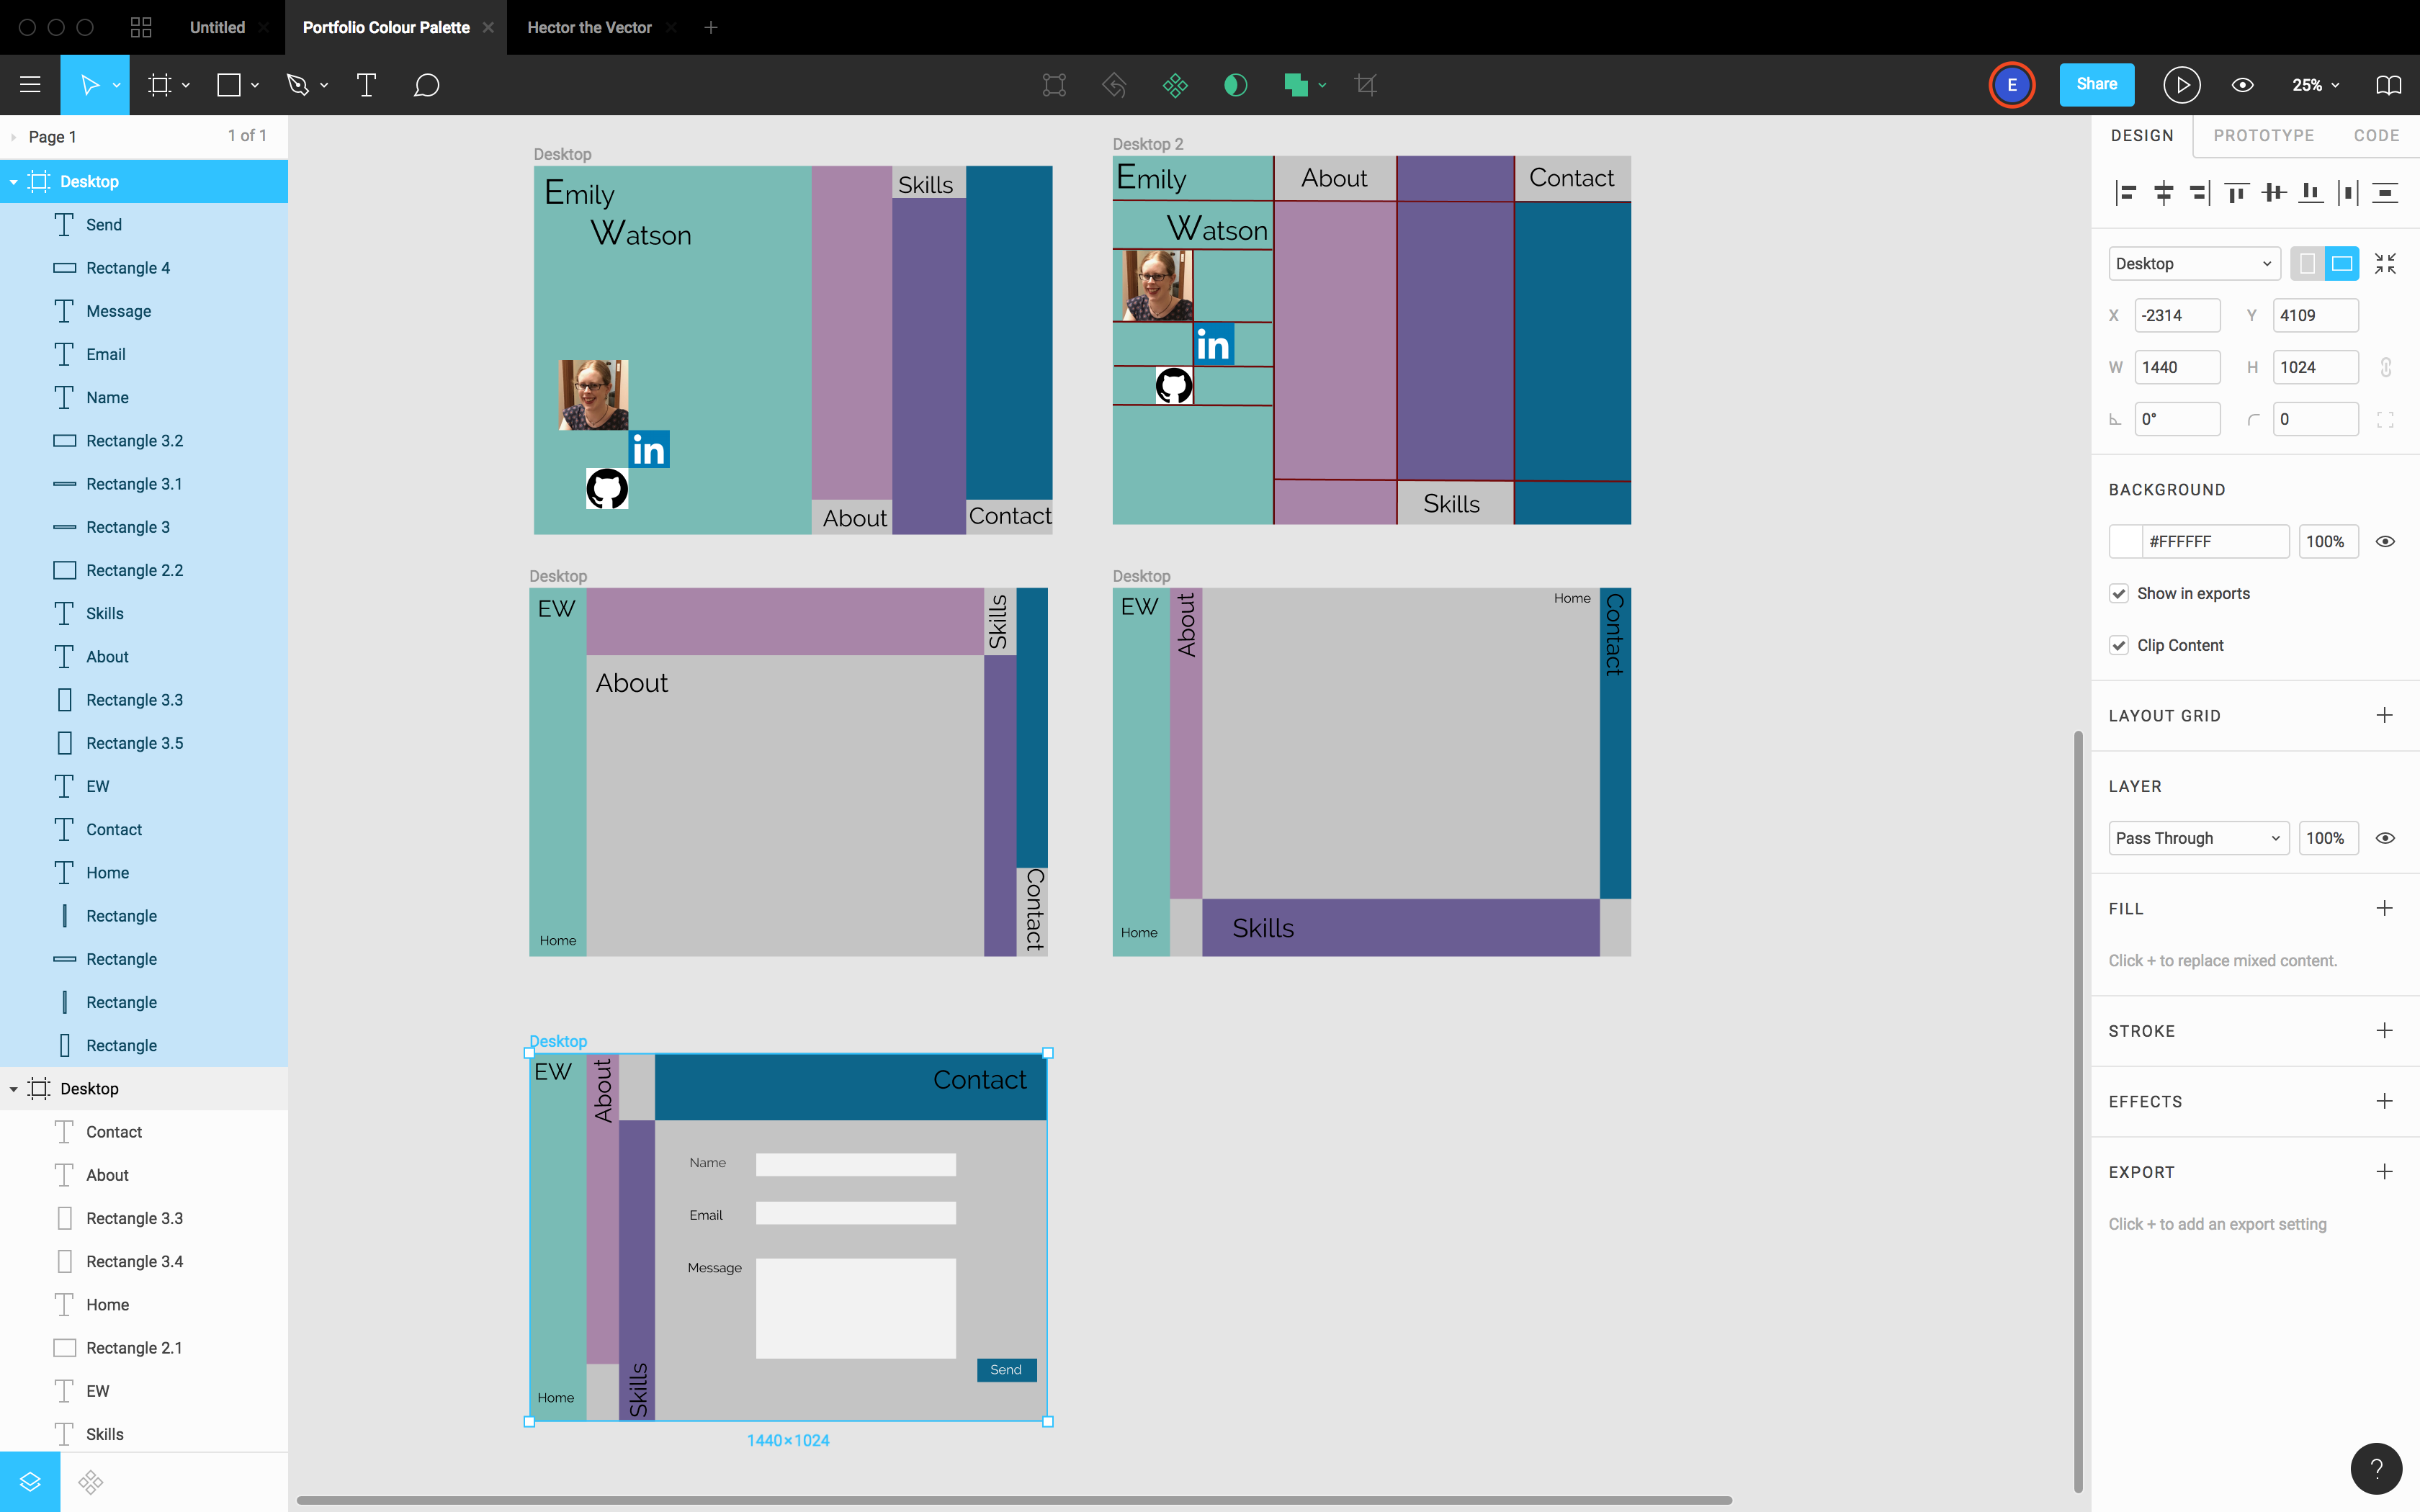 Untitled
Portfolio Colour Palette
Hector the Vector
E
Share
25%
Page 1
1 of 1
Desktop
Send
Rectangle 4
Message
Email
Name
Rectangle 3.2
Rectangle 3.1
Rectangle 3
Rectangle 2.2
Skills
About
Rectangle 3.3
Rectangle 3.5
EW
Contact
Home
Rectangle
Rectangle
Rectangle
Rectangle
Desktop
Contact
About
Rectangle 3.3
Rectangle 3.4
Home
Rectangle 2.1
EW
Skills
Desktop
Emily
Watson
Skills
in
About
Contact
Desktop 2
Emily
Watson
About
Contact
in
Skills
Desktop
EW
Skills
About
Contact
Home
Desktop
EW
About
Home
Contact
Home
Skills
Desktop
EW
About
Contact
Name
Email
Message
Send
Home
Skills
1440×1024
DESIGN
PROTOTYPE
CODE
Desktop
X -2314
Y 4109
W 1440
H 1024
0°
0
BACKGROUND
#FFFFFF
100%
Show in exports
Clip Content
LAYOUT GRID
LAYER
Pass Through
100%
FILL
Click + to replace mixed content.
STROKE
EFFECTS
EXPORT
Click + to add an export setting
?